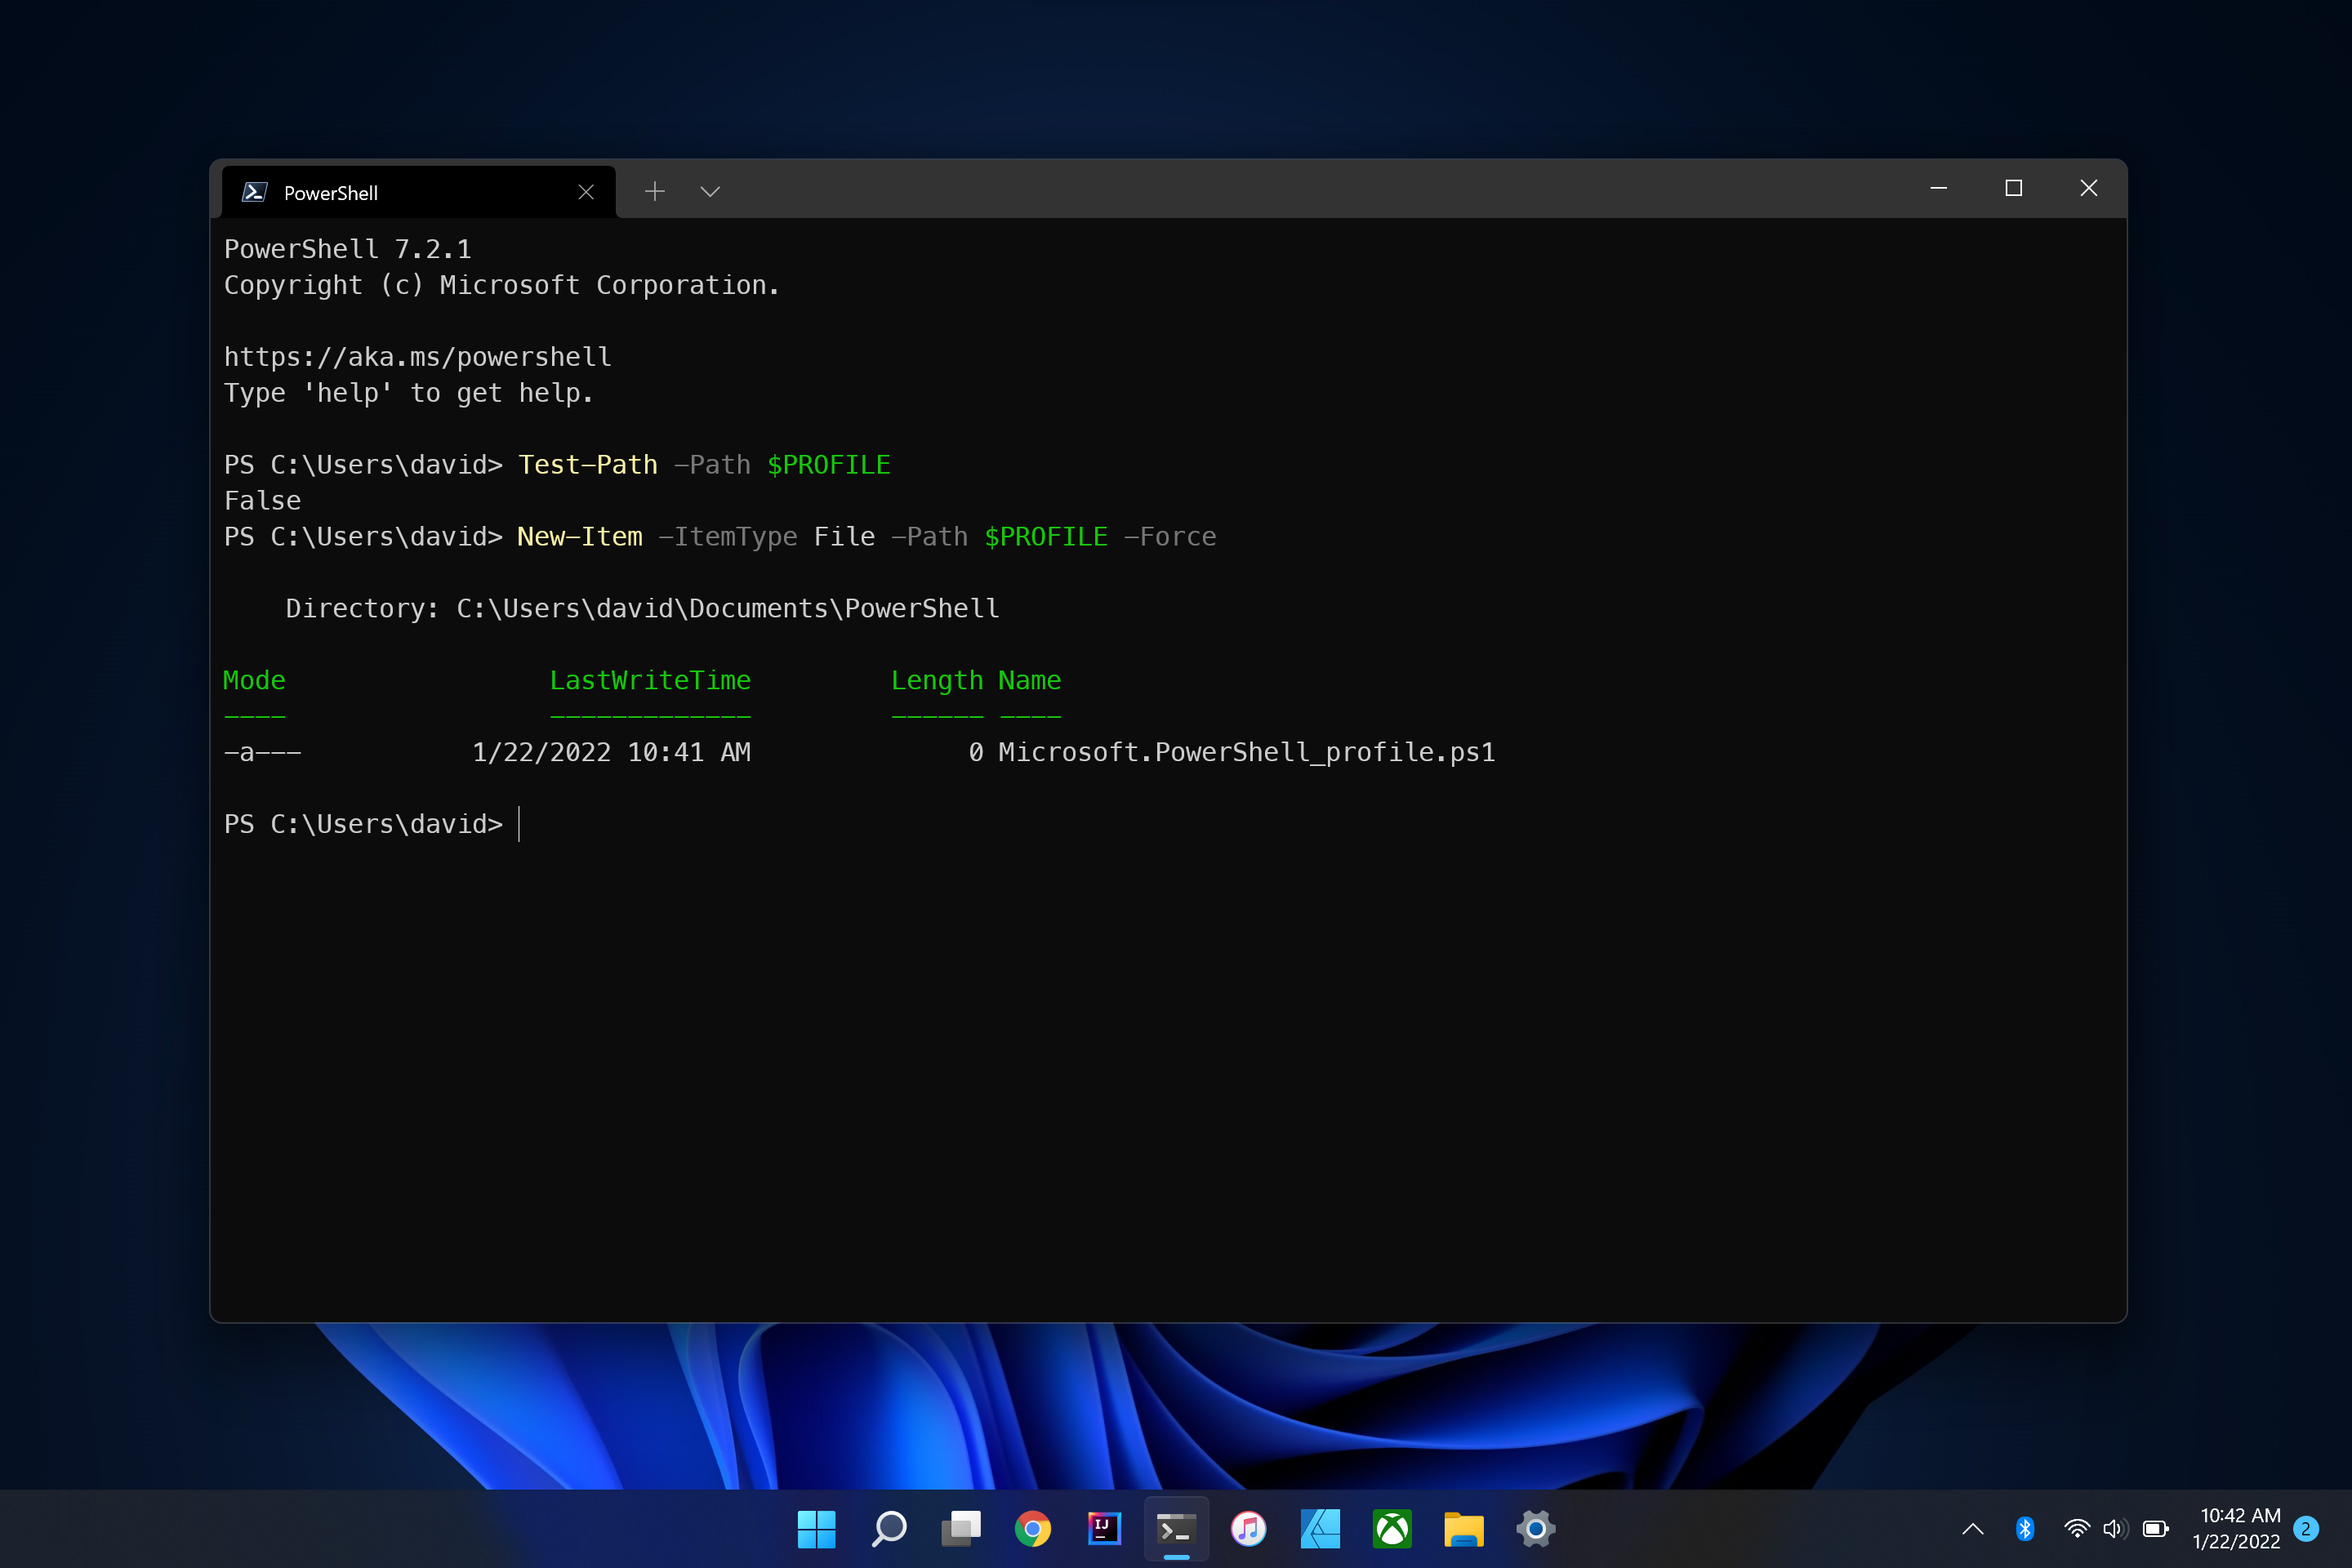 PowerShell
PowerShell 7.2.1
Copyright (c) Microsoft Corporation.
https://aka.ms/powershell
Type 'help' to get help.
PS C:\Users\david> Test-Path -Path $PROFILE
False
PS C:\Users\david> New-Item -ItemType File -Path $PROFILE -Force
Directory: C:\Users\david\Documents\PowerShell
Mode LastWriteTime Length Name
---- ------------- ------ ----
-a--- 1/22/2022 10:41 AM 0 Microsoft.PowerShell_profile.ps1
PS C:\Users\david>
IJ
10:42 AM
1/22/2022
2